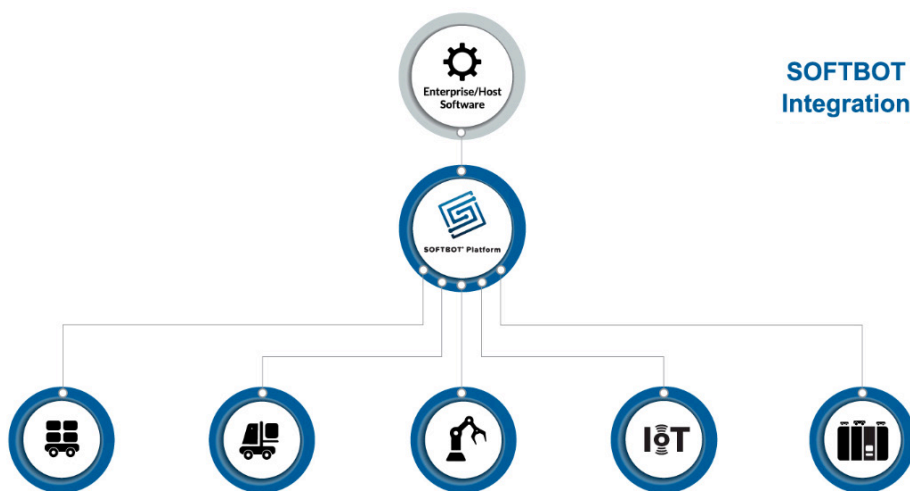 SOFTBOT
Integration
Enterprise/Host
Software
SOFTBOT® Platform
IoT